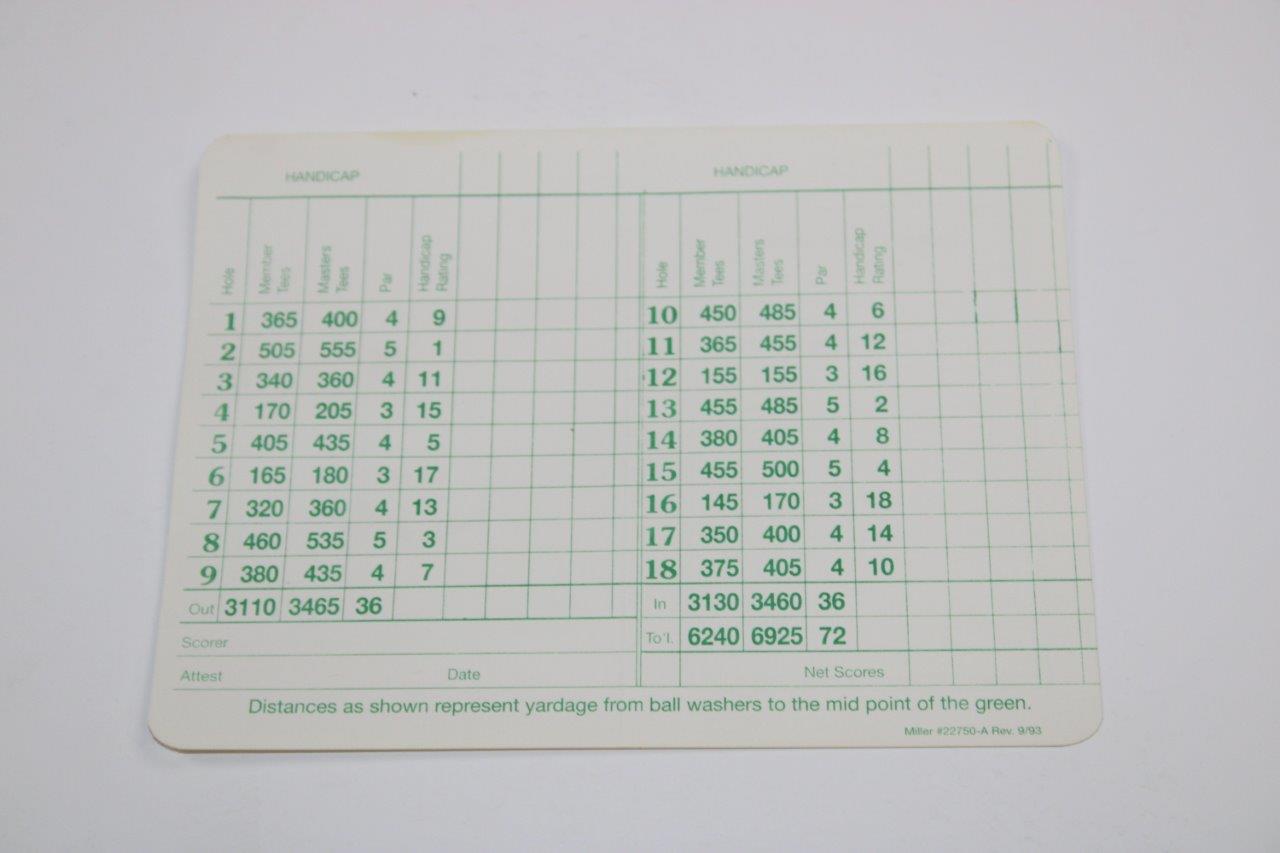 HANDICAP
Hole Member Tees Masters Tees Par Handicap Rating
1 365 400 4 9
2 505 555 5 1
3 340 360 4 11
4 170 205 3 15
5 405 435 4 5
6 165 180 3 17
7 320 360 4 13
8 460 535 5 3
9 380 435 4 7
Out 3110 3465 36
Scorer
Attest Date
HANDICAP
Hole Member Tees Masters Tees Par Handicap Rating
10 450 485 4 6
11 365 455 4 12
12 155 155 3 16
13 455 485 5 2
14 380 405 4 8
15 455 500 5 4
16 145 170 3 18
17 350 400 4 14
18 375 405 4 10
In 3130 3460 36
To'l. 6240 6925 72
Net Scores
Distances as shown represent yardage from ball washers to the mid point of the green.
Miller #22750-A Rev. 9/93